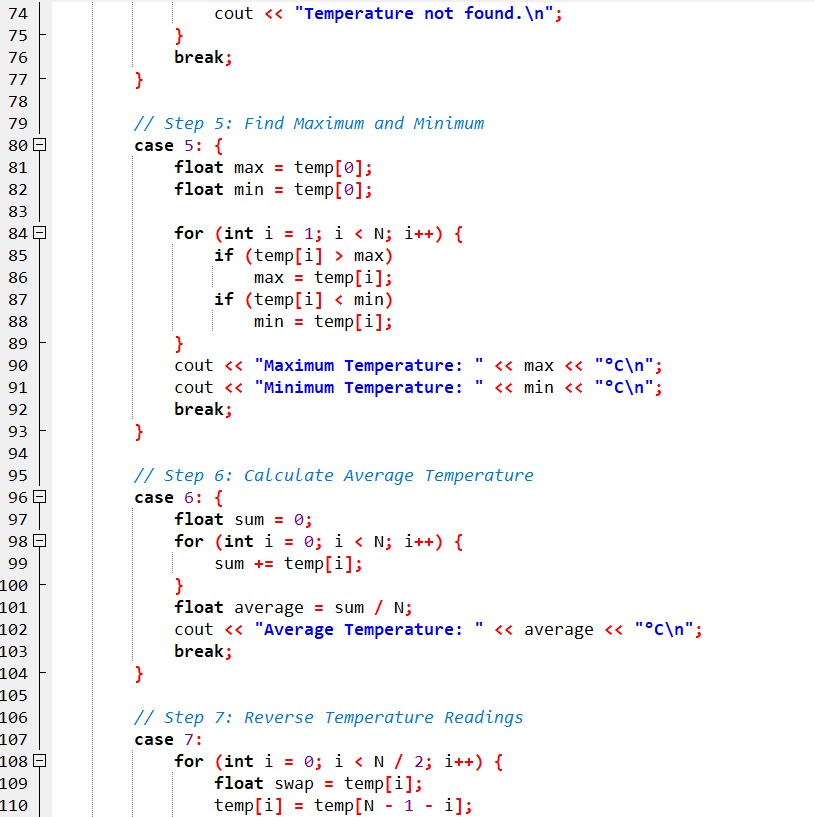 74 cout << "Temperature not found.\n";
75 }
76 break;
77 }
78
79 // Step 5: Find Maximum and Minimum
80 case 5: {
81 float max = temp[0];
82 float min = temp[0];
83
84 for (int i = 1; i < N; i++) {
85 if (temp[i] > max)
86 max = temp[i];
87 if (temp[i] < min)
88 min = temp[i];
89 }
90 cout << "Maximum Temperature: " << max << "°C\n";
91 cout << "Minimum Temperature: " << min << "°C\n";
92 break;
93 }
94
95 // Step 6: Calculate Average Temperature
96 case 6: {
97 float sum = 0;
98 for (int i = 0; i < N; i++) {
99 sum += temp[i];
100 }
101 float average = sum / N;
102 cout << "Average Temperature: " << average << "°C\n";
103 break;
104 }
105
106 // Step 7: Reverse Temperature Readings
107 case 7:
108 for (int i = 0; i < N / 2; i++) {
109 float swap = temp[i];
110 temp[i] = temp[N - 1 - i];